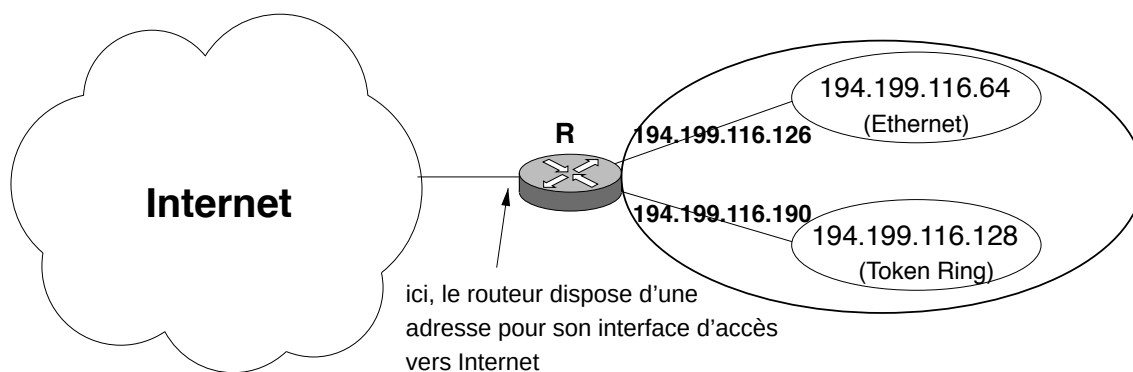 Internet
R
194.199.116.126
194.199.116.190
194.199.116.64
(Ethernet)
194.199.116.128
(Token Ring)
ici, le routeur dispose d'une
adresse pour son interface d'accès
vers Internet